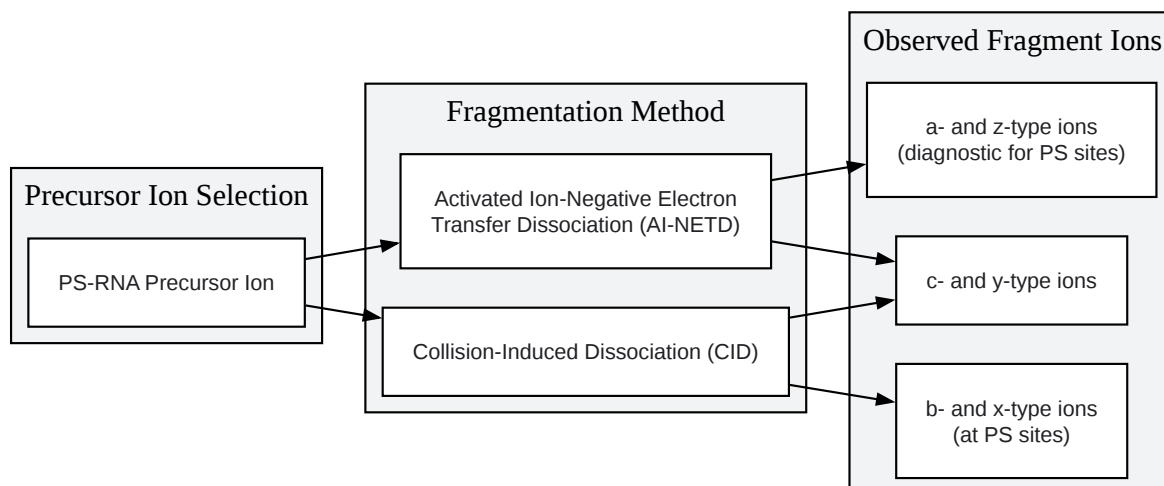 Precursor Ion Selection
PS-RNA Precursor Ion
Fragmentation Method
Activated Ion-Negative Electron
Transfer Dissociation (AI-NETD)
Collision-Induced Dissociation (CID)
Observed Fragment Ions
a- and z-type ions
(diagnostic for PS sites)
c- and y-type ions
b- and x-type ions
(at PS sites)